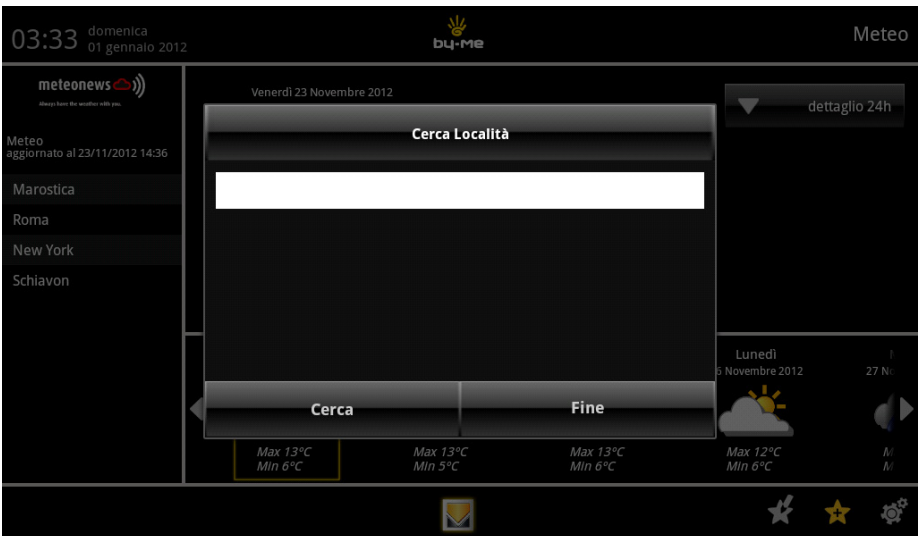 03:33
domenica
01 gennaio 2012
by-me
Meteo
meteonews
Always have the weather with you.
Meteo
aggiornato al 23/11/2012 14:36
Marostica
Roma
New York
Schiavon
Venerdì 23 Novembre 2012
dettaglio 24h
Cerca Località
Cerca
Fine
Lunedì
6 Novembre 2012
27 No
Max 13°C
Min 6°C
Max 13°C
Min 5°C
Max 13°C
Min 6°C
Max 12°C
Min 6°C
M
M